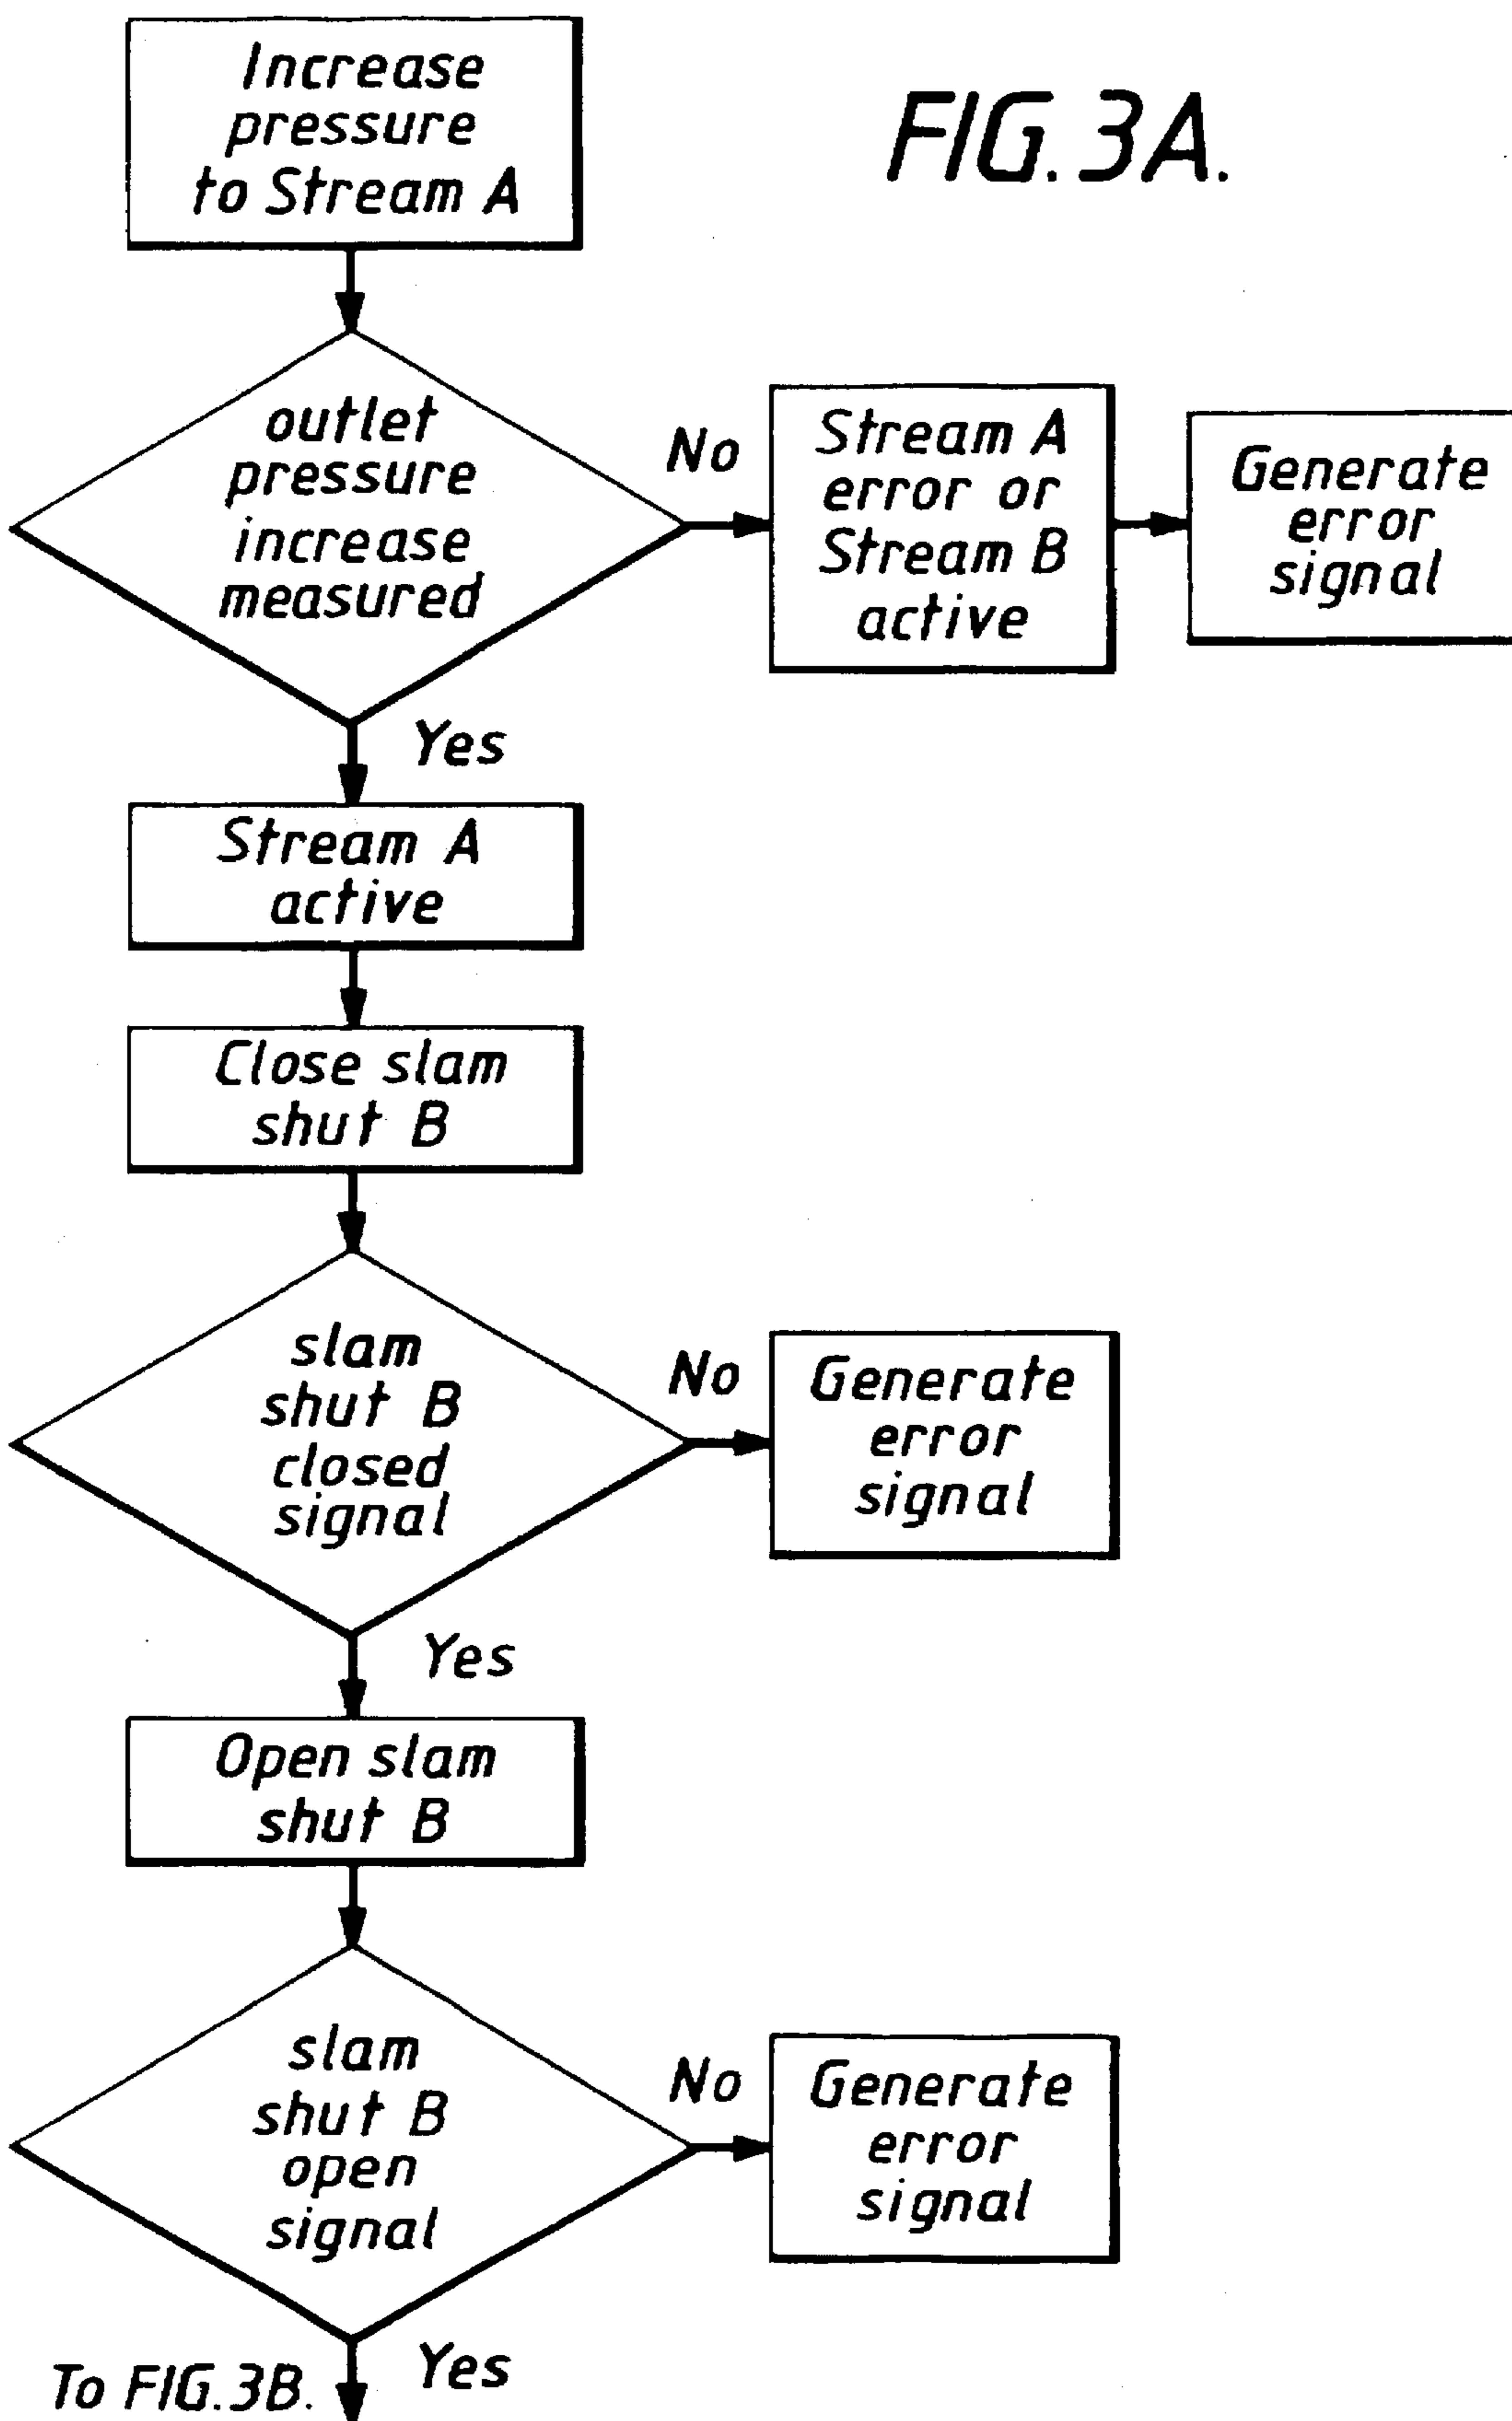 FIG.3A.
Increase
pressure
to Stream A
outlet
pressure
increase
measured
No
Stream A
error or
Stream B
active
Generate
error
signal
Yes
Stream A
active
Close slam
shut B
slam
shut B
closed
signal
No
Generate
error
signal
Yes
Open slam
shut B
slam
shut B
open
signal
No
Generate
error
signal
Yes
To FIG.3B.